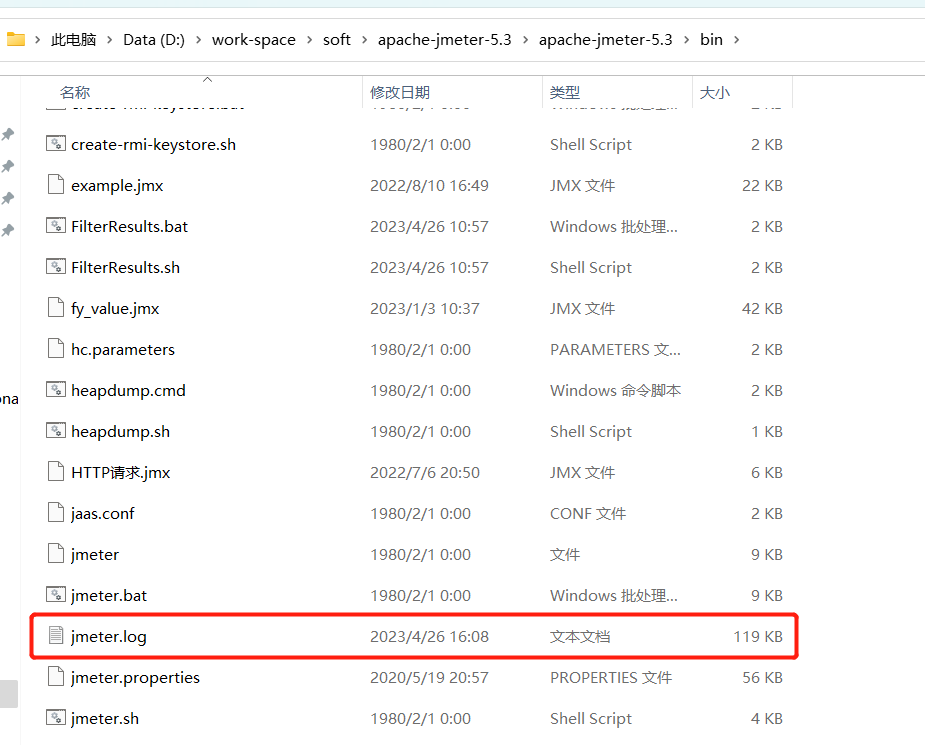 此电脑 > Data (D:) > work-space > soft > apache-jmeter-5.3 > apache-jmeter-5.3 > bin >
名称 修改日期 类型 大小
create-rmi-keystore.sh 1980/2/1 0:00 Shell Script 2 KB
example.jmx 2022/8/10 16:49 JMX 文件 22 KB
FilterResults.bat 2023/4/26 10:57 Windows 批处理... 2 KB
FilterResults.sh 2023/4/26 10:57 Shell Script 2 KB
fy_value.jmx 2023/1/3 10:37 JMX 文件 42 KB
hc.parameters 1980/2/1 0:00 PARAMETERS 文... 2 KB
heapdump.cmd 1980/2/1 0:00 Windows 命令脚本 2 KB
heapdump.sh 1980/2/1 0:00 Shell Script 1 KB
HTTP请求.jmx 2022/7/6 20:50 JMX 文件 6 KB
jaas.conf 1980/2/1 0:00 CONF 文件 2 KB
jmeter 1980/2/1 0:00 文件 9 KB
jmeter.bat 1980/2/1 0:00 Windows 批处理... 9 KB
jmeter.log 2023/4/26 16:08 文本文档 119 KB
jmeter.properties 2020/5/19 20:57 PROPERTIES 文件 56 KB
jmeter.sh 1980/2/1 0:00 Shell Script 4 KB